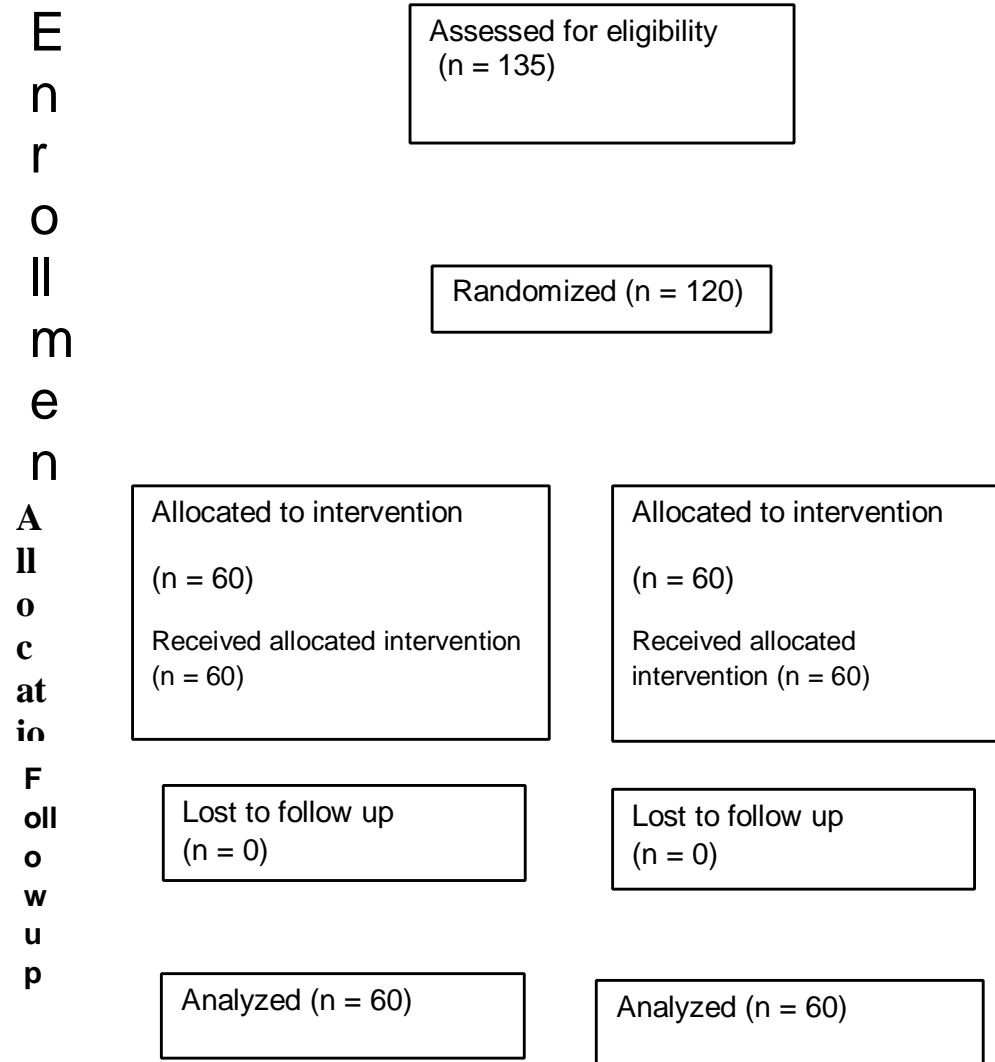 E
n
r
o
ll
m
e
n
Assessed for eligibility
(n = 135)
Randomized (n = 120)
A
ll
o
c
at
io
Allocated to intervention
(n = 60)
Received allocated intervention
(n = 60)
Allocated to intervention
(n = 60)
Received allocated
intervention (n = 60)
F
oll
o
w
u
p
Lost to follow up
(n = 0)
Lost to follow up
(n = 0)
Analyzed (n = 60)
Analyzed (n = 60)